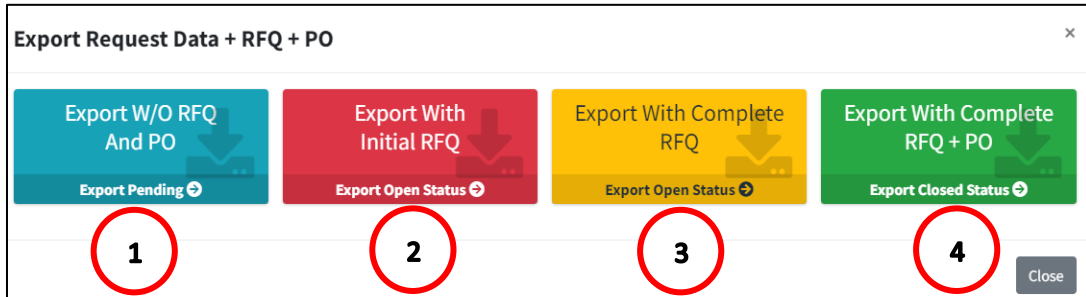 Export Request Data + RFQ + PO
×
Export W/O RFQ
And PO
Export Pending
Export With
Initial RFQ
Export Open Status
Export With Complete
RFQ
Export Open Status
Export With Complete
RFQ + PO
Export Closed Status
1
2
3
4
Close